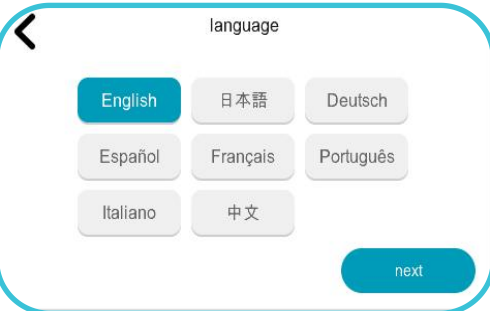 language
English 日本語 Deutsch
Español Français Português
Italiano 中文
next